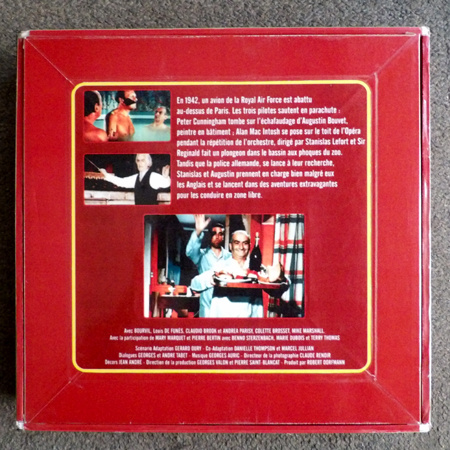 En 1942, un avion de la Royal Air Force est abattu
au-dessus de Paris. Les trois pilotes sautent en parachute :
Peter Cunningham tombe sur l'échafaudage d'Augustin Bouvet,
peintre en bâtiment ; Alan Mac Intosh se pose sur le toit de l'Opéra
pendant la répétition de l'orchestre, dirigé par Stanislas Lefort et Sir
Reginald fait un plongeon dans le bassin aux phoques du zoo.
Tandis que la police allemande, se lance à leur recherche,
Stanislas et Augustin prennent en charge bien malgré eux
les Anglais et se lancent dans des aventures extravagantes
pour les conduire en zone libre.
Avec BOURVIL, Louis DE FUNÈS, CLAUDIO BROOK et ANDREA PARISY, COLETTE BROSSET, MIKE MARSHALL,
Avec la participation de MARY MARQUET et PIERRE BERTIN avec BENNO STERZENBACH, MARIE DUBOIS et TERRY THOMAS
Scénario Adaptation GERARD OURY - Co-Adaptation DANIELLE THOMPSON et MARCEL JULLIAN
Dialogues GEORGES et ANDRE TABET - Musique GEORGES AURIC - Directeur de la photographie CLAUDE RENOIR
Décors JEAN ANDRE - Direction de la production GEORGES VALON et PIERRE SAINT-BLANCAT - Produit par ROBERT DORFMANN